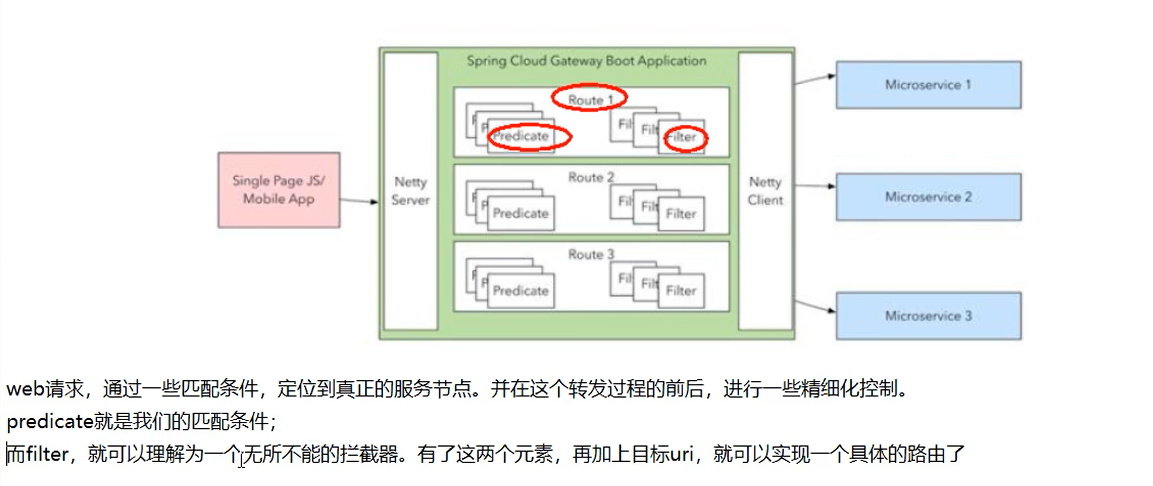 Spring Cloud Gateway Boot Application
Route 1
Predicate
Fil
Filt
Filter
Microservice 1
Single Page JS/
Mobile App
Netty
Server
Route 2
Predicate
Fil
Filt
Filter
Netty
Client
Microservice 2
Route 3
Predicate
Fil
Filt
Filter
Microservice 3
web请求，通过一些匹配条件，定位到真正的服务节点。并在这个转发过程的前后，进行一些精细化控制。
predicate就是我们的匹配条件；
而filter，就可以理解为一个无所不能的拦截器。有了这两个元素，再加上目标uri，就可以实现一个具体的路由了